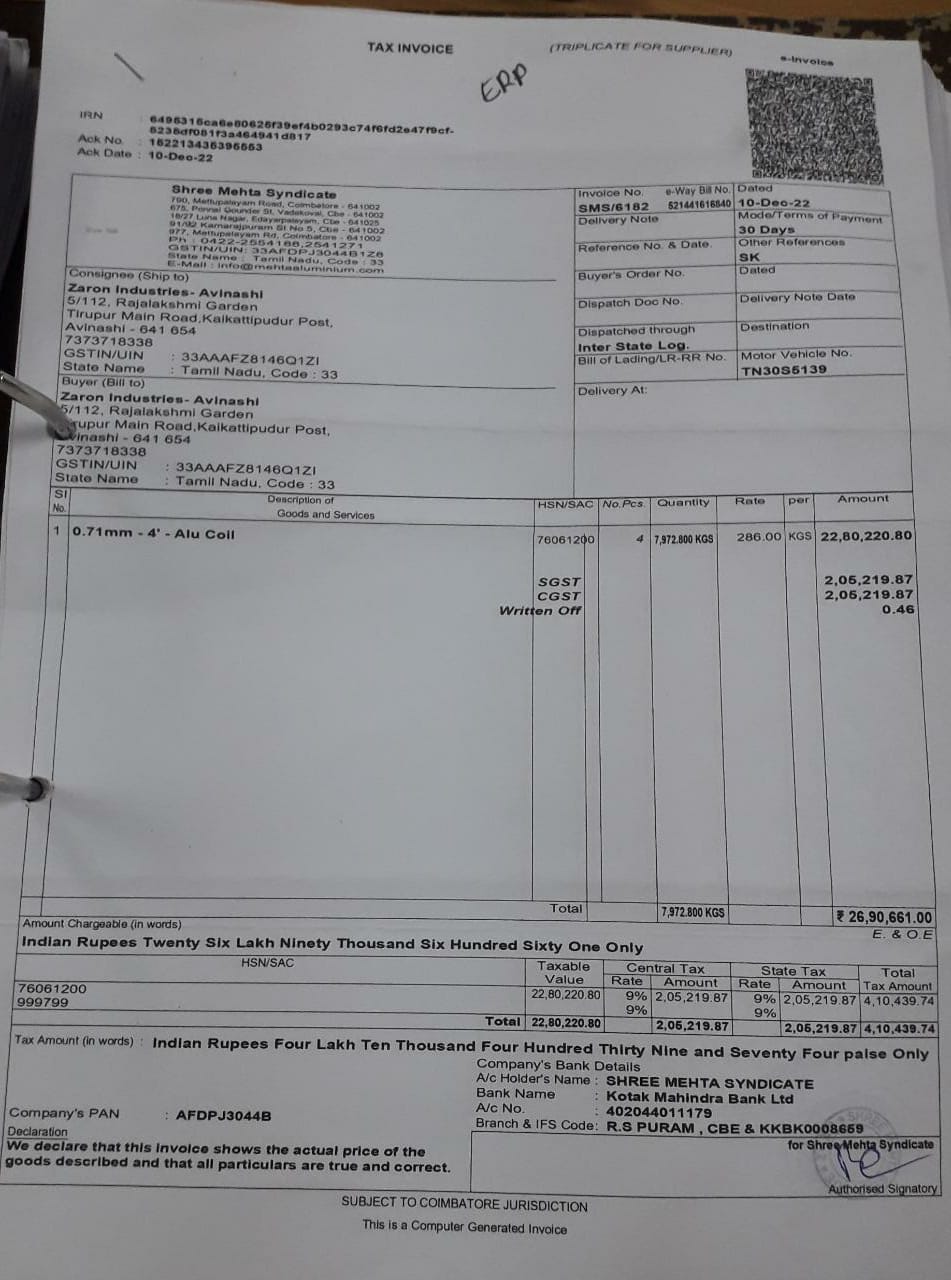 TAX INVOICE
(TRIPLICATE FOR SUPPLIER)
e-Invoice
ERP
IRN : 6496316ca6e80626f39ef4b0293c74f6fd2e47f9cf-
6236df081f3a464941d817
Ack No. : 162213436396663
Ack Date : 10-Dec-22
Shree Mehta Syndicate
790, Mettupalayam Road, Coimbatore - 641002
675, Ponnai Gounder St, Vadakovai, Cbe - 641002
16/27 Luna Nagar, Edayarpalayam, Cbe - 641025
91/92 Kamarajpuram St No 5, Cbe - 641002
977, Mettupalayam Rd, Coimbatore - 641002
Ph : 0422-2554188,2541271
GSTIN/UIN: 33AFDPJ3044B1Z8
State Name : Tamil Nadu, Code : 33
E-Mail : info@mehtaaluminium.com
Invoice No. e-Way Bill No.
SMS/6182 521441616840
Dated
10-Dec-22
Delivery Note
Mode/Terms of Payment
30 Days
Reference No. & Date.
Other References
SK
Buyer's Order No.
Dated
Dispatch Doc No.
Delivery Note Date
Dispatched through
Inter State Log.
Destination
Bill of Lading/LR-RR No.
Motor Vehicle No.
TN30S5139
Delivery At:
Consignee (Ship to)
Zaron Industries- Avinashi
5/112, Rajalakshmi Garden
Tirupur Main Road,Kaikattipudur Post,
Avinashi - 641 654
7373718338
GSTIN/UIN : 33AAAFZ8146Q1ZI
State Name : Tamil Nadu, Code : 33
Buyer (Bill to)
Zaron Industries- Avinashi
5/112, Rajalakshmi Garden
Tirupur Main Road,Kaikattipudur Post,
Avinashi - 641 654
7373718338
GSTIN/UIN : 33AAAFZ8146Q1ZI
State Name : Tamil Nadu, Code : 33
Sl No. Description of Goods and Services HSN/SAC No.Pcs. Quantity Rate per Amount
1 0.71mm - 4' - Alu Coil 76061200 4 7,972.800 KGS 286.00 KGS 22,80,220.80
SGST 2,05,219.87
CGST 2,05,219.87
Written Off 0.46
Total 7,972.800 KGS ₹ 26,90,661.00
Amount Chargeable (in words) E. & O.E
Indian Rupees Twenty Six Lakh Ninety Thousand Six Hundred Sixty One Only
HSN/SAC Taxable Value Central Tax State Tax Total Tax Amount
Rate Amount Rate Amount
76061200 22,80,220.80 9% 2,05,219.87 9% 2,05,219.87 4,10,439.74
999799 9% 9%
Total 22,80,220.80 2,05,219.87 2,05,219.87 4,10,439.74
Tax Amount (in words) : Indian Rupees Four Lakh Ten Thousand Four Hundred Thirty Nine and Seventy Four paise Only
Company's Bank Details
A/c Holder's Name : SHREE MEHTA SYNDICATE
Bank Name : Kotak Mahindra Bank Ltd
A/c No. : 402044011179
Branch & IFS Code: R.S PURAM , CBE & KKBK0008659
Company's PAN : AFDPJ3044B
Declaration
We declare that this invoice shows the actual price of the
goods described and that all particulars are true and correct.
for Shree Mehta Syndicate
Authorised Signatory
SUBJECT TO COIMBATORE JURISDICTION
This is a Computer Generated Invoice